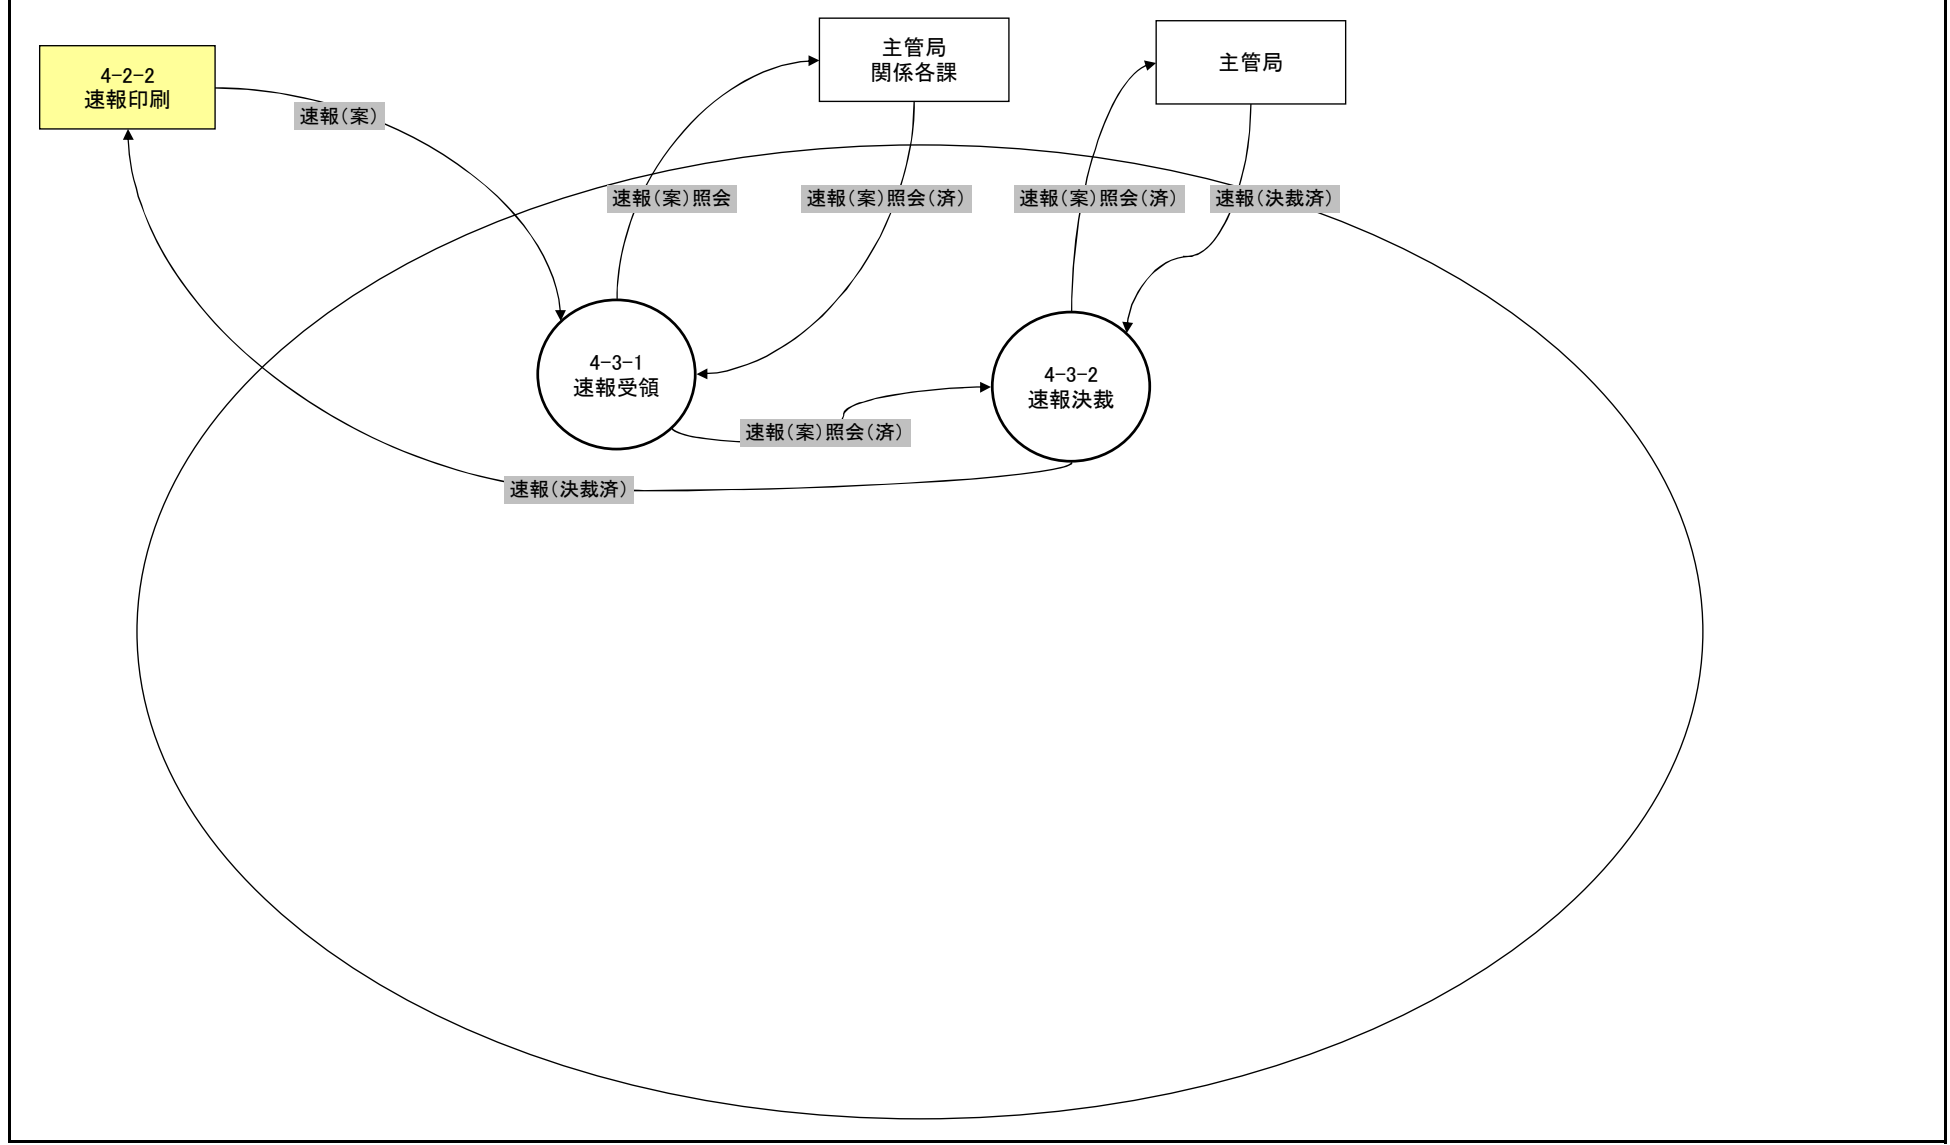 4-2-2
速報印刷
主管局
関係各課
主管局
速報(案)
速報(案)照会
速報(案)照会(済)
速報(案)照会(済)
速報(決裁済)
4-3-1
速報受領
4-3-2
速報決裁
速報(案)照会(済)
速報(決裁済)